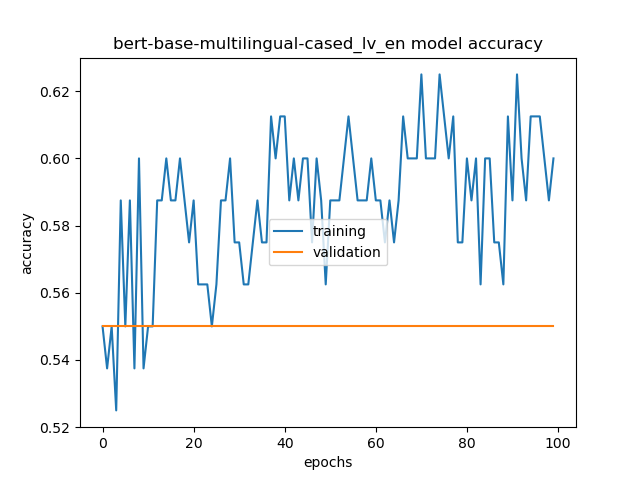 bert-base-multilingual-cased_lv_en model accuracy
accuracy
0.62
0.60
0.58
0.56
0.54
0.52
training
validation
0 20 40 60 80 100
epochs